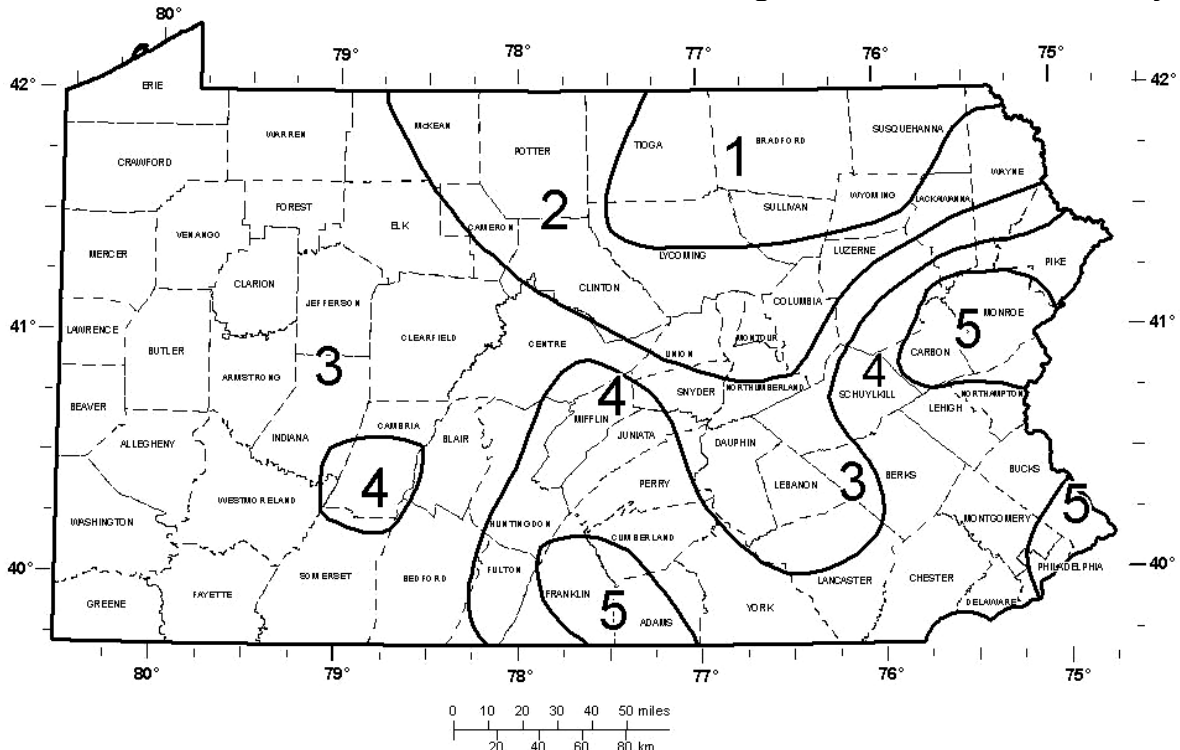 80°
79°
78°
77°
76°
75°
42°
42°
ERIE
WARREN
McKEAN
POTTER
TIOGA
BRADFORD
SUSQUEHANNA
CRAWFORD
1
WAYNE
FOREST
ELK
CAMERON
2
SULLIVAN
WYOMING
LACKAWANNA
VENANGO
MERCER
LYCOMING
LUZERNE
PIKE
CLARION
CLINTON
JEFFERSON
COLUMBIA
MONROE
41°
LAWRENCE
41°
BUTLER
CLEARFIELD
CENTRE
UNION
MONTOUR
CARBON
5
ARMSTRONG
3
SNYDER
NORTHUMBERLAND
4
SCHUYLKILL
NORTHAMPTON
BEAVER
4
MIFFLIN
LEHIGH
ALLEGHENY
INDIANA
CAMBRIA
BLAIR
JUNIATA
DAUPHIN
BUCKS
4
PERRY
LEBANON
3
BERKS
WESTMORELAND
5
WASHINGTON
HUNTINGDON
CUMBERLAND
MONTGOMERY
40°
40°
PHILADELPHIA
GREENE
FAYETTE
SOMERSET
BEDFORD
FULTON
FRANKLIN
5
ADAMS
YORK
LANCASTER
CHESTER
DELAWARE
80°
79°
78°
77°
76°
75°
0 10 20 30 40 50 miles
20 40 60 80 km